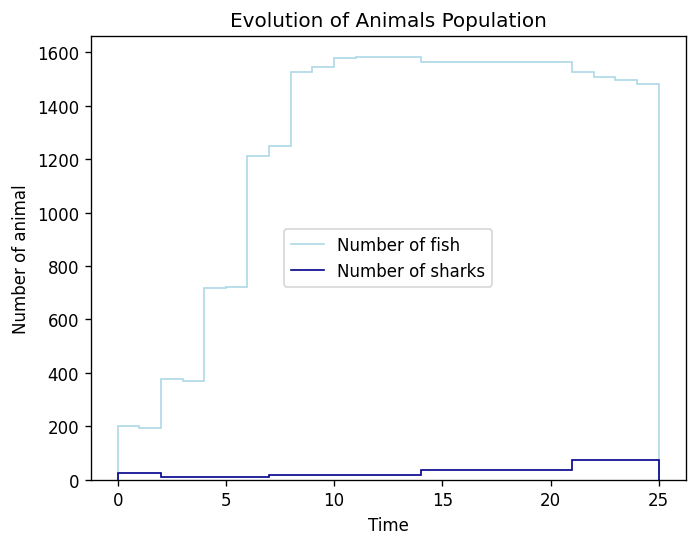 Evolution of Animals Population
1600
1400
1200
1000
800
600
400
200
0
Number of animal
Number of fish
Number of sharks
0 5 10 15 20 25
Time